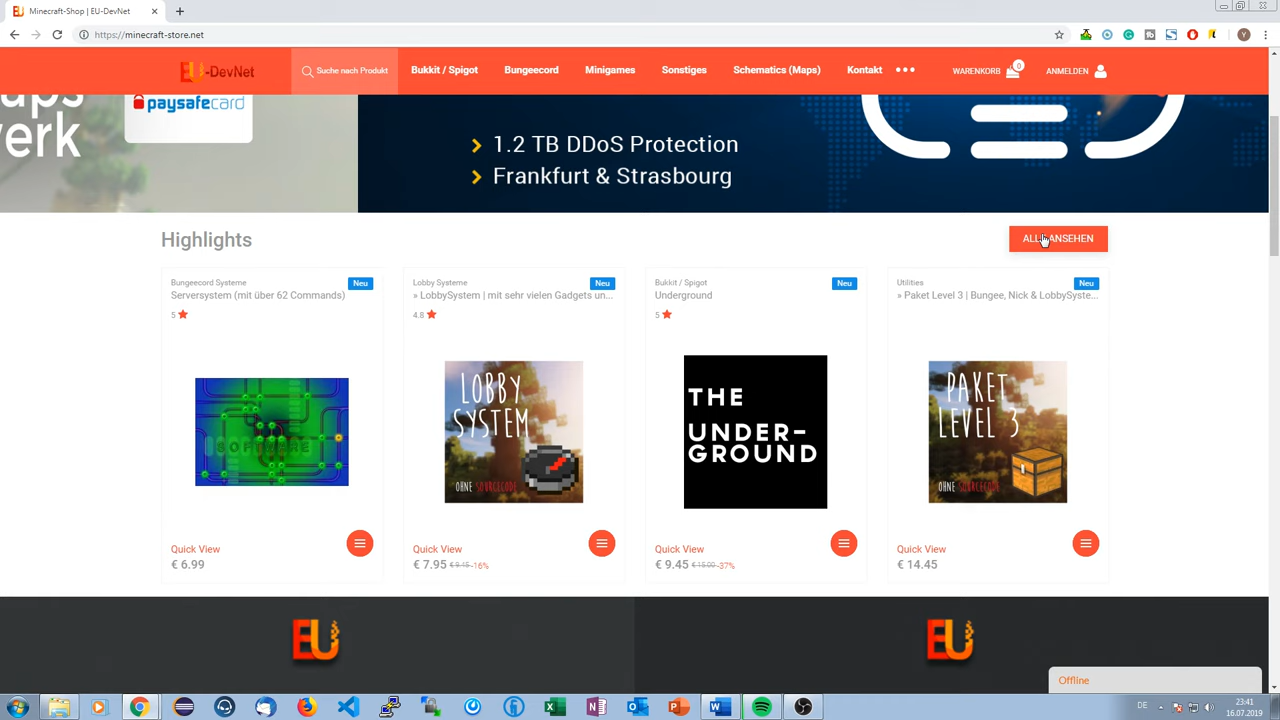 Minecraft-Shop | EU-DevNet
https://minecraft-store.net
EU-DevNet
Suche nach Produkt
Bukkit / Spigot
Bungeecord
Minigames
Sonstiges
Schematics (Maps)
Kontakt
WARENKORB
0
ANMELDEN
erk
paysafecard
1.2 TB DDoS Protection
Frankfurt & Strasbourg
Highlights
ALLE ANSEHEN
Bungeecord Systeme
Neu
Serversystem (mit über 62 Commands)
5
SOFTWARE
Quick View
€ 6.99
Lobby Systeme
Neu
» LobbySystem | mit sehr vielen Gadgets un...
4.8
LOBBY
SYSTEM
OHNE SOURCECODE
Quick View
€ 7.95 € 9.45 -16%
Bukkit / Spigot
Neu
Underground
5
THE
UNDER-
GROUND
Quick View
€ 9.45 € 15.00 -37%
Utilities
Neu
» Paket Level 3 | Bungee, Nick & LobbySyste...
PAKET
LEVEL 3
OHNE SOURCECODE
Quick View
€ 14.45
EU
EU
Offline
DE
23:41
16.07.2019